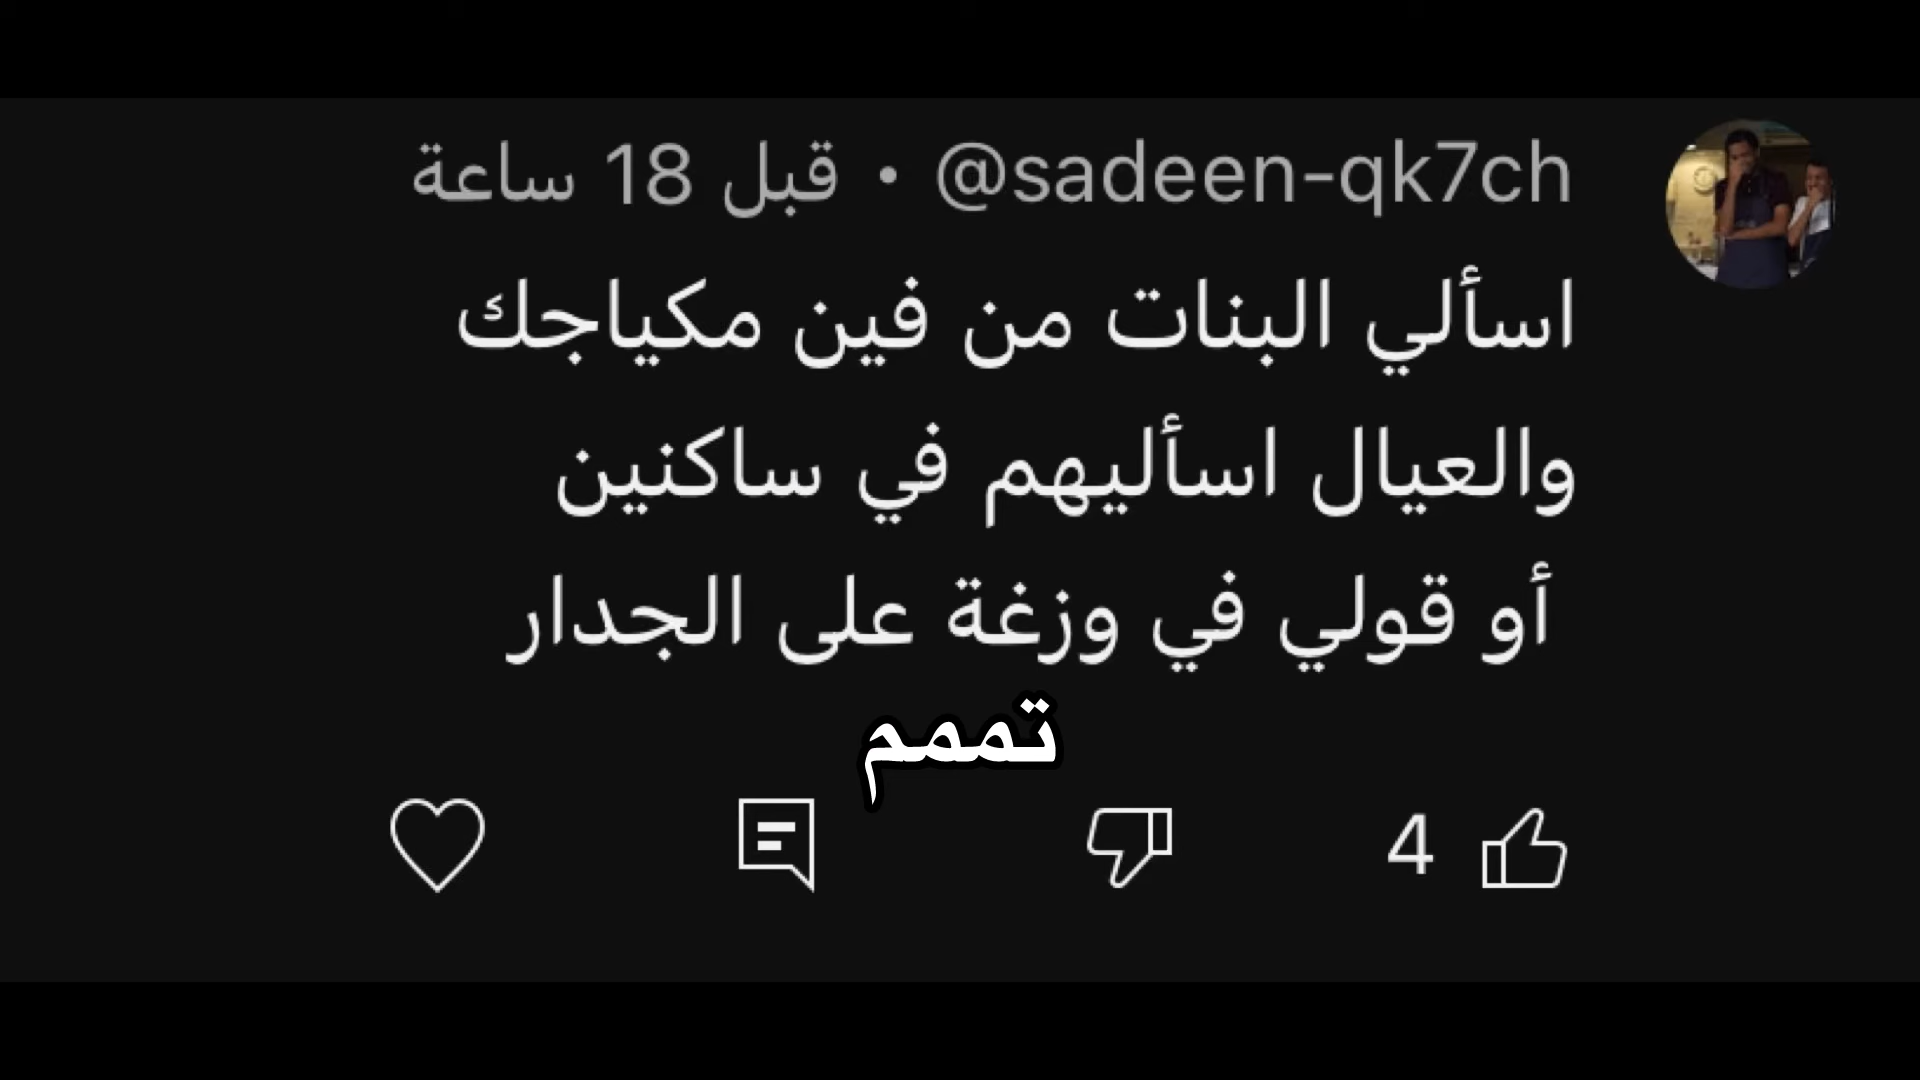 @sadeen-qk7ch • قبل 18 ساعة
اسألي البنات من فين مكياجك
والعيال اسأليهم في ساكنين
أو قولي في وزغة على الجدار
تممم
4